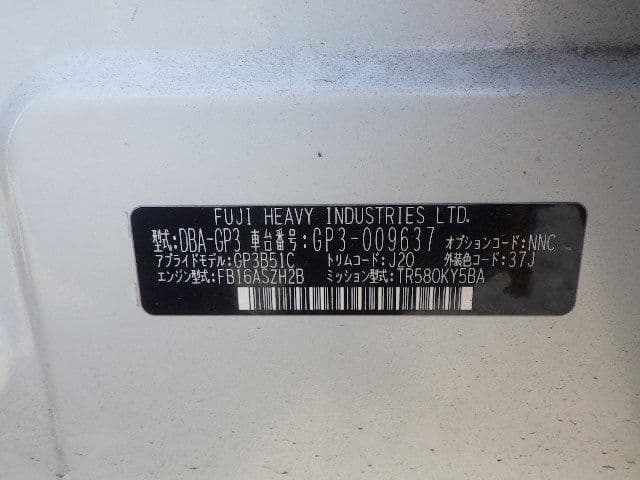 FUJI HEAVY INDUSTRIES LTD.
型式:DBA-GP3 車台番号:GP3-009637 オプションコード:NNC
アプライドモデル:GP3B51C トリムコード:J20 外装色コード:37J
エンジン型式:FB16ASZH2B ミッション型式:TR580KY5BA